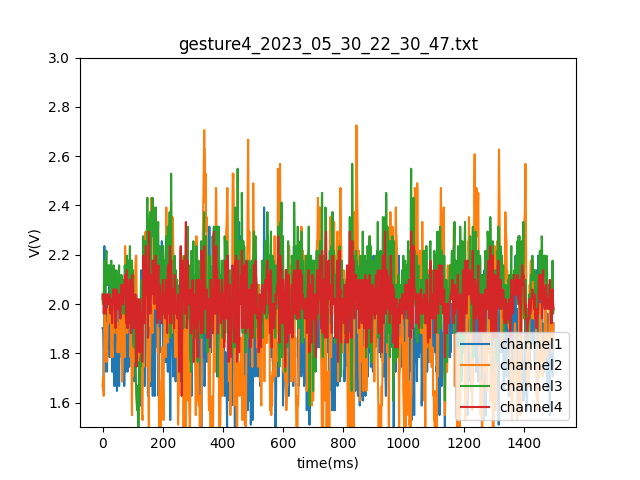 gesture4_2023_05_30_22_30_47.txt
3.0
2.8
2.6
2.4
2.2
2.0
1.8
1.6
V(V)
0 200 400 600 800 1000 1200 1400
time(ms)
channel1
channel2
channel3
channel4